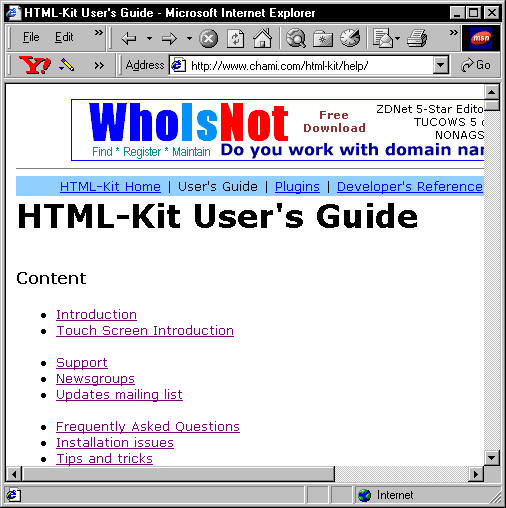 HTML-Kit User's Guide - Microsoft Internet Explorer
File Edit » » msn
Y! » Address http://www.chami.com/html-kit/help/ Go
WhoIsNot
Find * Register * Maintain
Free
Download
ZDNet 5-Star Edito
TUCOWS 5 c
NONAGS
Do you work with domain nar
HTML-Kit Home | User's Guide | Plugins | Developer's Reference
HTML-Kit User's Guide
Content
• Introduction
• Touch Screen Introduction
• Support
• Newsgroups
• Updates mailing list
• Frequently Asked Questions
• Installation issues
• Tips and tricks
Internet